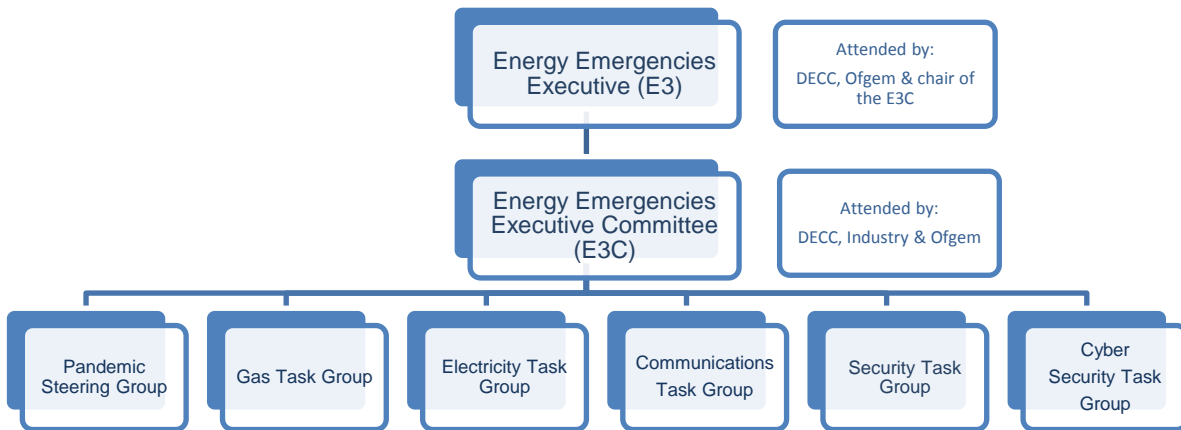 Energy Emergencies
Executive (E3)
Attended by:
DECC, Ofgem & chair of
the E3C
Energy Emergencies
Executive Committee
(E3C)
Attended by:
DECC, Industry & Ofgem
Pandemic
Steering Group
Gas Task Group
Electricity Task
Group
Communications
Task Group
Security Task
Group
Cyber
Security Task
Group